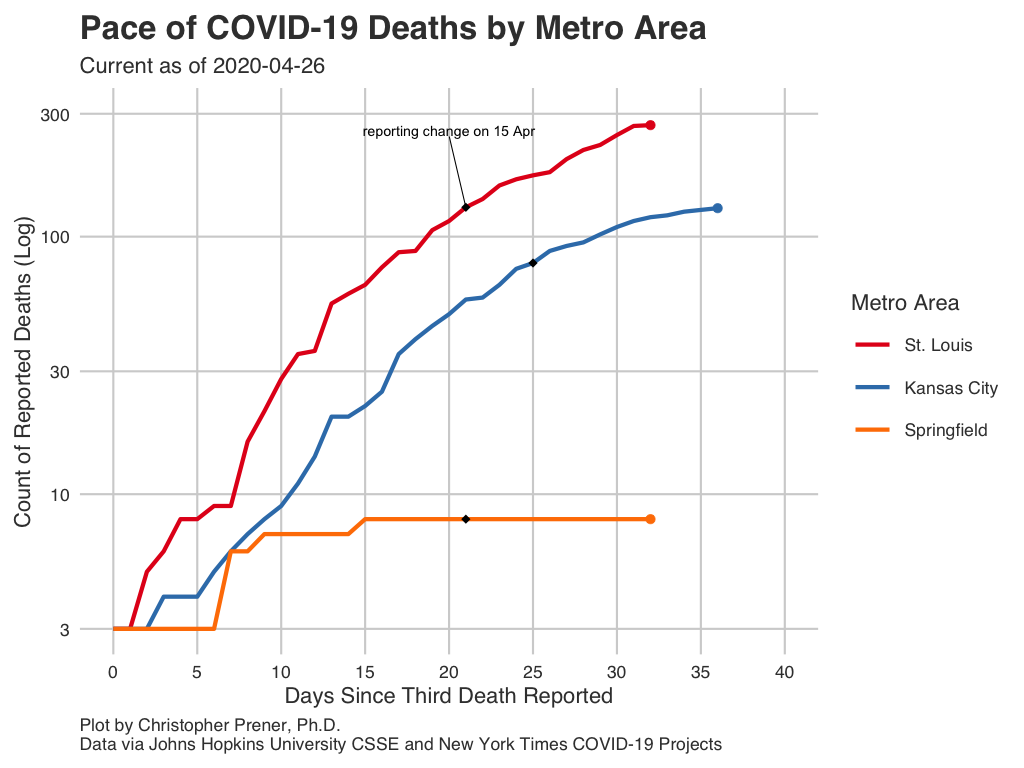 Pace of COVID-19 Deaths by Metro Area
Current as of 2020-04-26
300
100
30
10
3
Count of Reported Deaths (Log)
reporting change on 15 Apr
0 5 10 15 20 25 30 35 40
Days Since Third Death Reported
Metro Area
St. Louis
Kansas City
Springfield
Plot by Christopher Prener, Ph.D.
Data via Johns Hopkins University CSSE and New York Times COVID-19 Projects